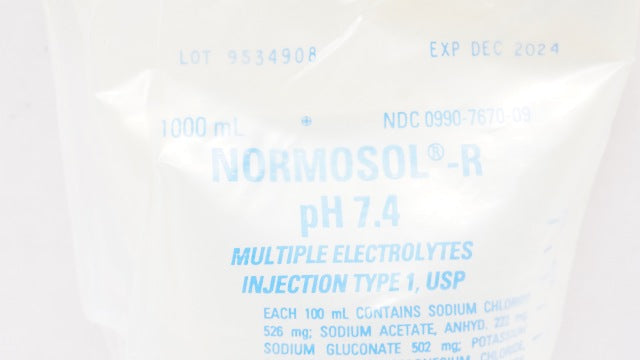 LOT 9534908 EXP DEC 2024
1000 mL NDC 0990-7670-09
NORMOSOL®-R
pH 7.4
MULTIPLE ELECTROLYTES
INJECTION TYPE 1, USP
EACH 100 mL CONTAINS SODIUM
526 mg; SODIUM ACETATE, ANHYD. 222
SODIUM GLUCONATE 502 mg;